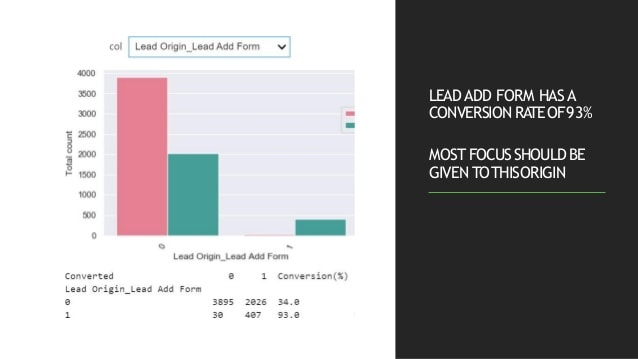 col Lead Origin_Lead Add Form
4000
3500
3000
2500
2000
1500
1000
500
0
Total count
0 1
Lead Origin_Lead Add Form
Converted 0 1 Conversion(%)
Lead Origin_Lead Add Form
0 3895 2026 34.0
1 30 407 93.0
LEAD ADD FORM HAS A
CONVERSION RATE OF 93%
MOST FOCUS SHOULD BE
GIVEN TO THIS ORIGIN